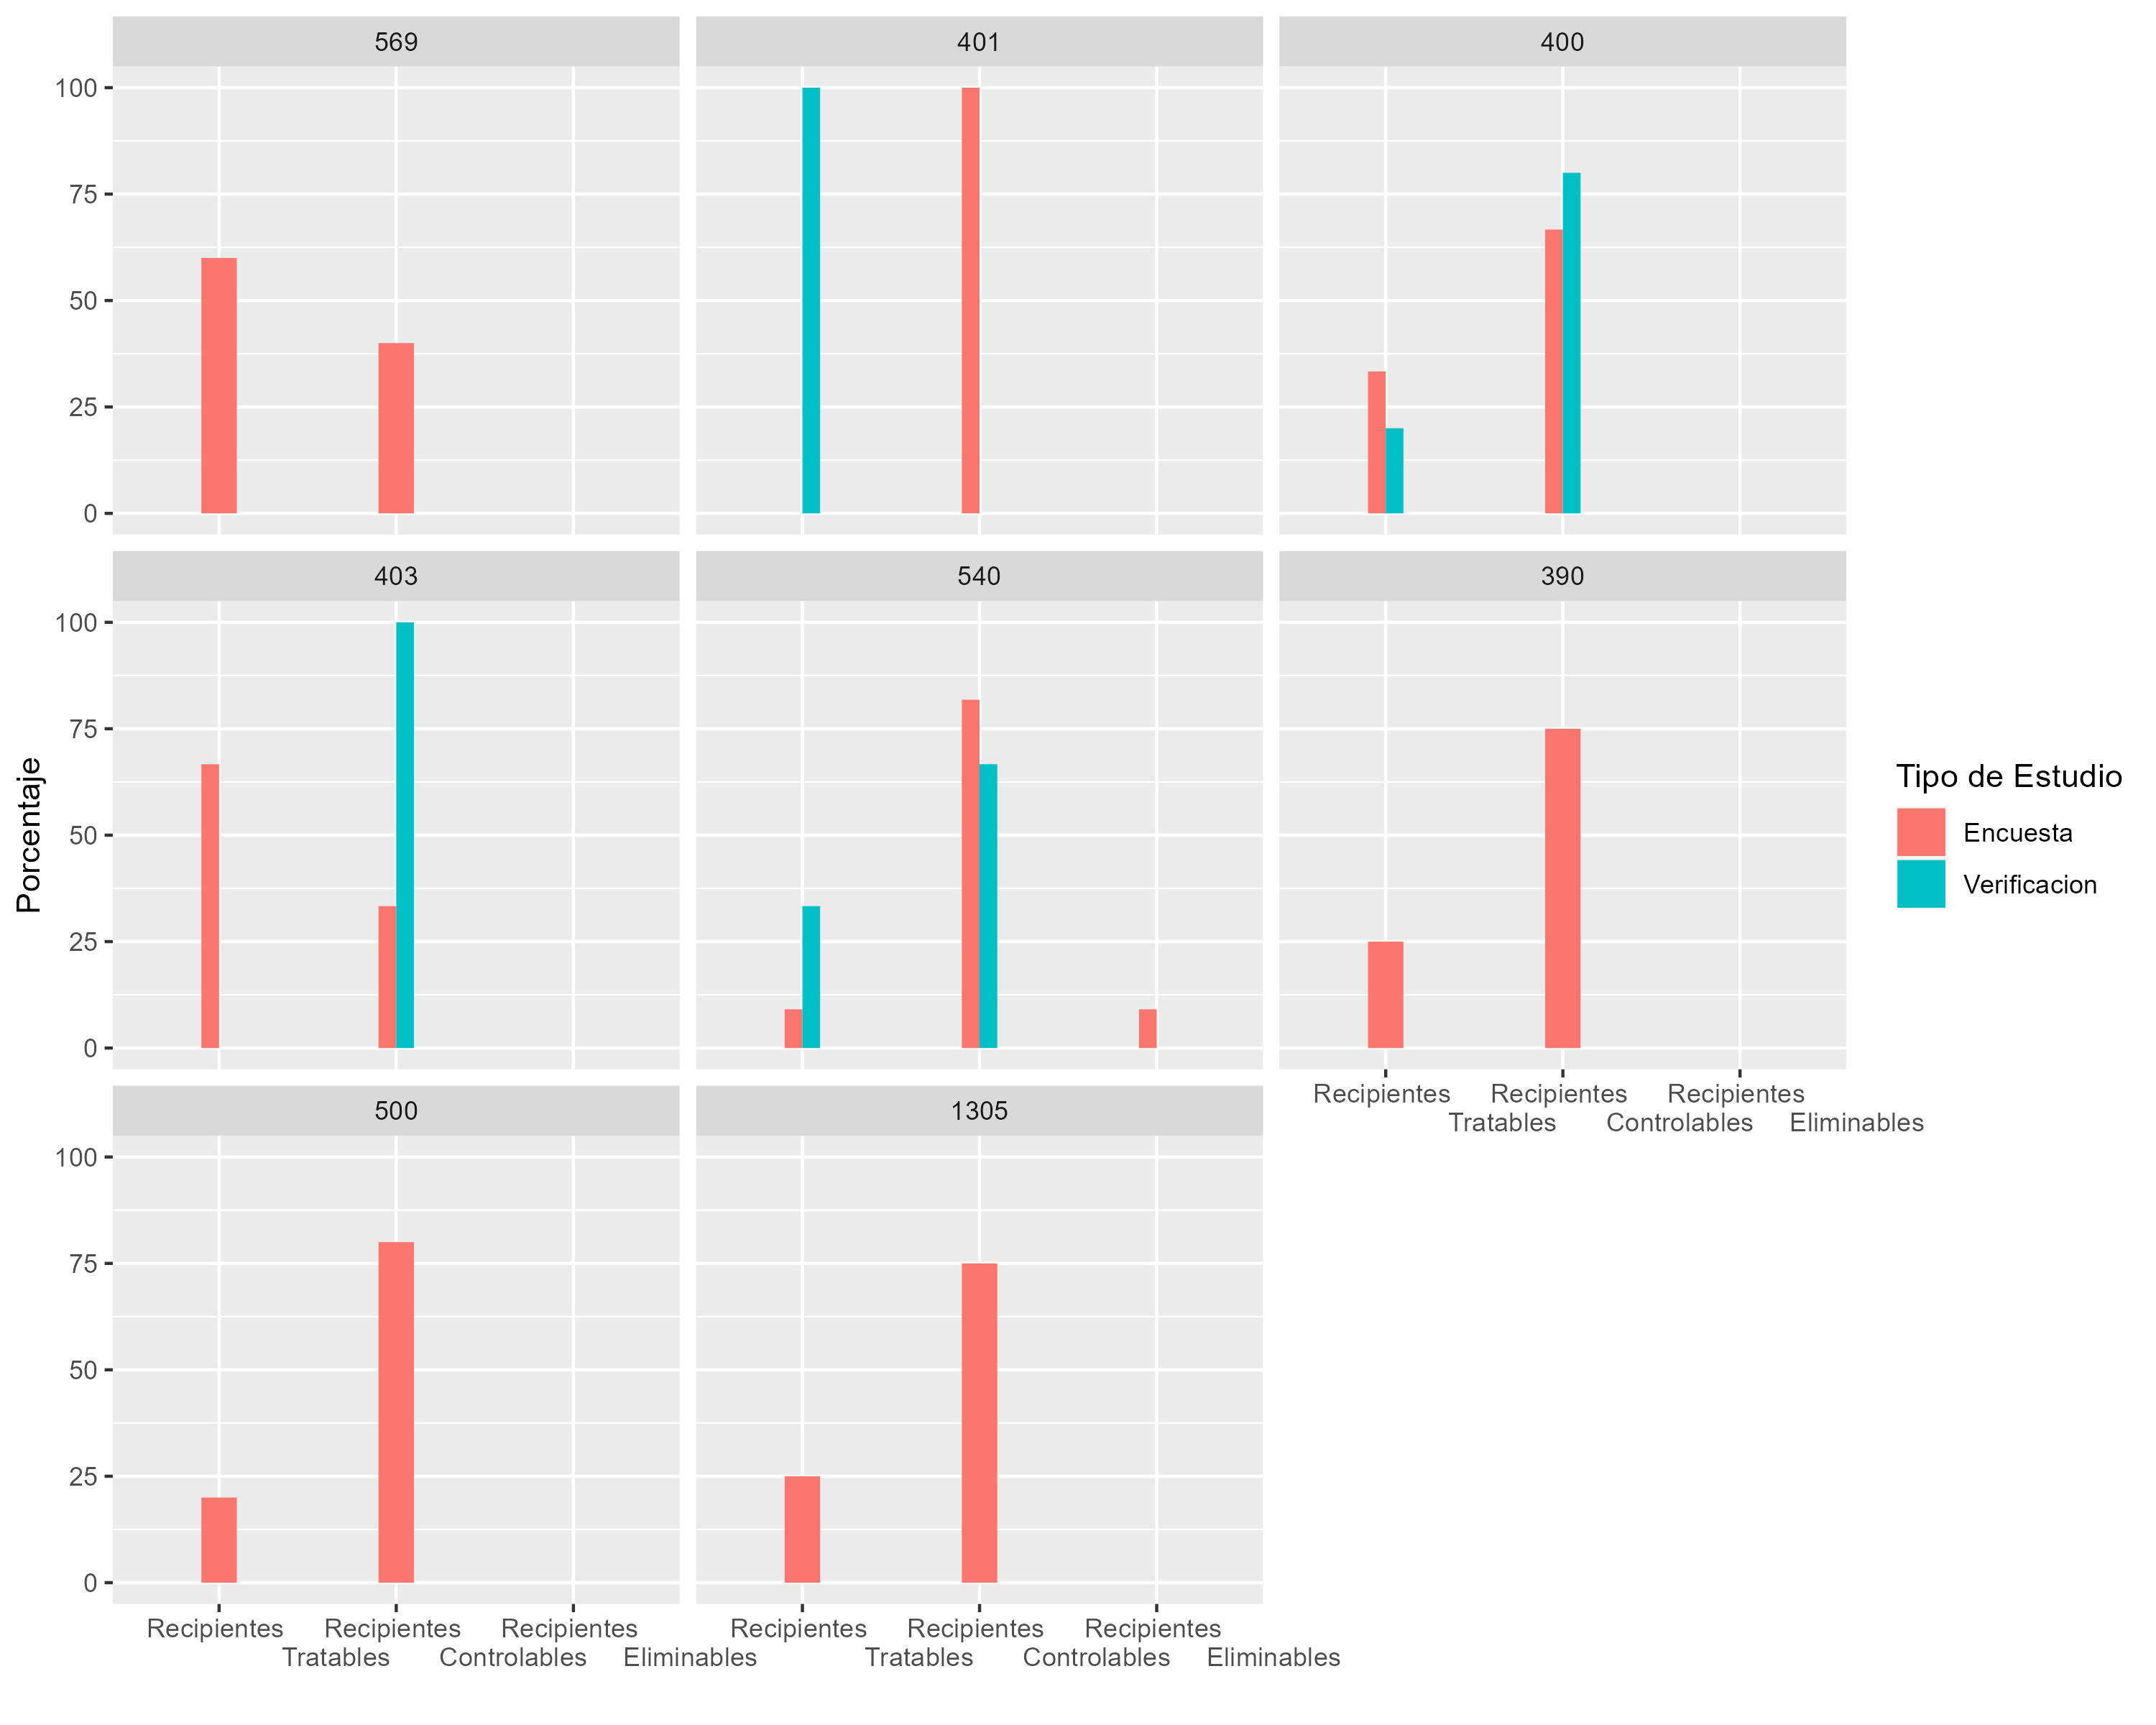 569
401
400
100
75
50
25
0
403
540
390
100
75
50
25
0
Recipientes
Tratables
Recipientes
Controlables
Recipientes
Eliminables
500
1305
100
75
50
25
0
Recipientes
Tratables
Recipientes
Controlables
Recipientes
Eliminables
Recipientes
Tratables
Recipientes
Controlables
Recipientes
Eliminables
Porcentaje
Tipo de Estudio
Encuesta
Verificacion